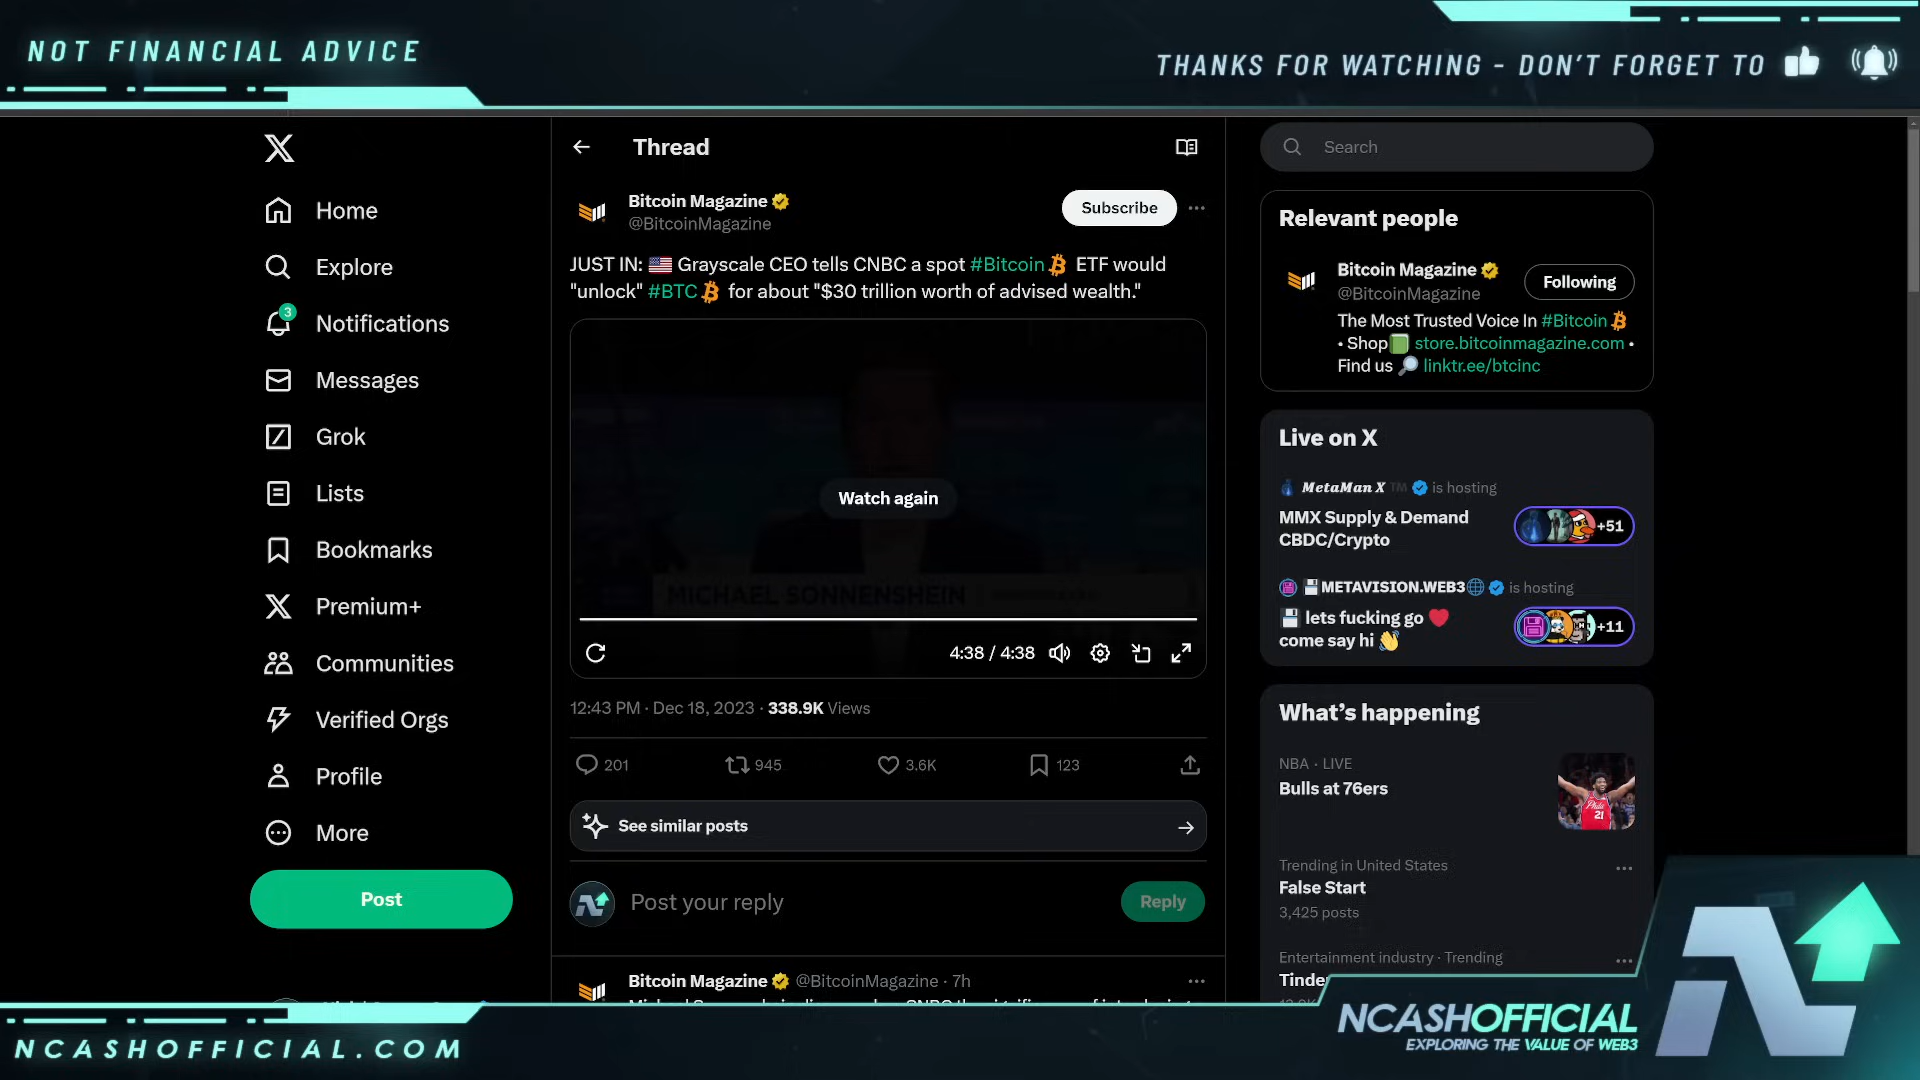 NOT FINANCIAL ADVICE
THANKS FOR WATCHING - DON'T FORGET TO
Home
Explore
3
Notifications
Messages
Grok
Lists
Bookmarks
Premium+
Communities
Verified Orgs
Profile
More
Post
Thread
Bitcoin Magazine
@BitcoinMagazine
Subscribe
JUST IN: 🇺🇸 Grayscale CEO tells CNBC a spot #Bitcoin ETF would
"unlock" #BTC for about "$30 trillion worth of advised wealth."
Watch again
MICHAEL SONNENSHEIN
4:38 / 4:38
12:43 PM · Dec 18, 2023 · 338.9K Views
201
945
3.6K
123
See similar posts
Post your reply
Reply
Bitcoin Magazine @BitcoinMagazine · 7h
Search
Relevant people
Bitcoin Magazine
@BitcoinMagazine
Following
The Most Trusted Voice In #Bitcoin
• Shop📗 store.bitcoinmagazine.com •
Find us 🔎 linktr.ee/btcinc
Live on X
MetaMan X ™ is hosting
MMX Supply & Demand
CBDC/Crypto
+51
💾METAVISION.WEB3🌐 is hosting
💾 lets fucking go ❤️
come say hi 👋
+11
What's happening
NBA · LIVE
Bulls at 76ers
Phila
21
Trending in United States
False Start
3,425 posts
Entertainment industry · Trending
Tinde
NCASHOFFICIAL.COM
NCASHOFFICIAL
EXPLORING THE VALUE OF WEB3